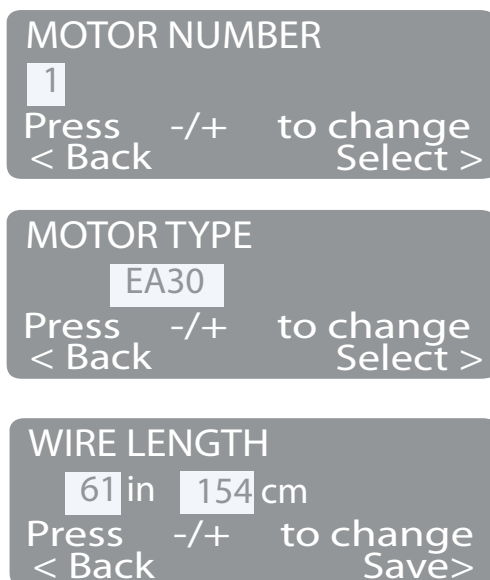 MOTOR NUMBER
1
Press -/+ to change
< Back Select >
MOTOR TYPE
EA30
Press -/+ to change
< Back Select >
WIRE LENGTH
61 in 154 cm
Press -/+ to change
< Back Save>